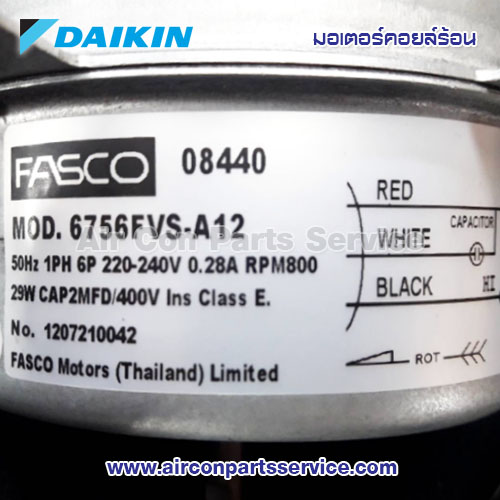 DAIKIN
มอเตอร์คอยล์ร้อน
FASCO 08440
MOD. 6756FVS-A12
Air Con Parts Service
50Hz 1PH 6P 220-240V 0.28A RPM800
29W CAP2MFD/400V Ins Class E.
No. 1207210042
FASCO Motors (Thailand) Limited
RED
CAPACITOR
WHITE
BLACK HI
ROT
www.airconpartsservice.com